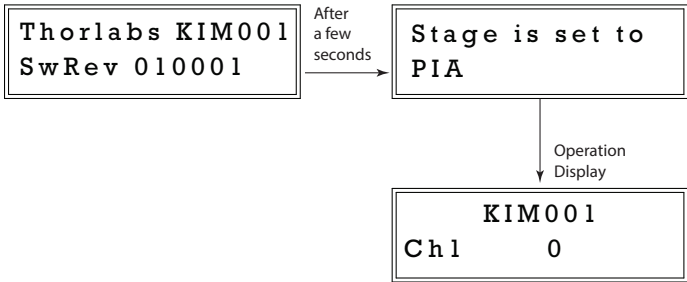 Thorlabs KIM001
SwRev 010001
After
a few
seconds
Stage is set to
PIA
Operation
Display
KIM001
Ch1 0